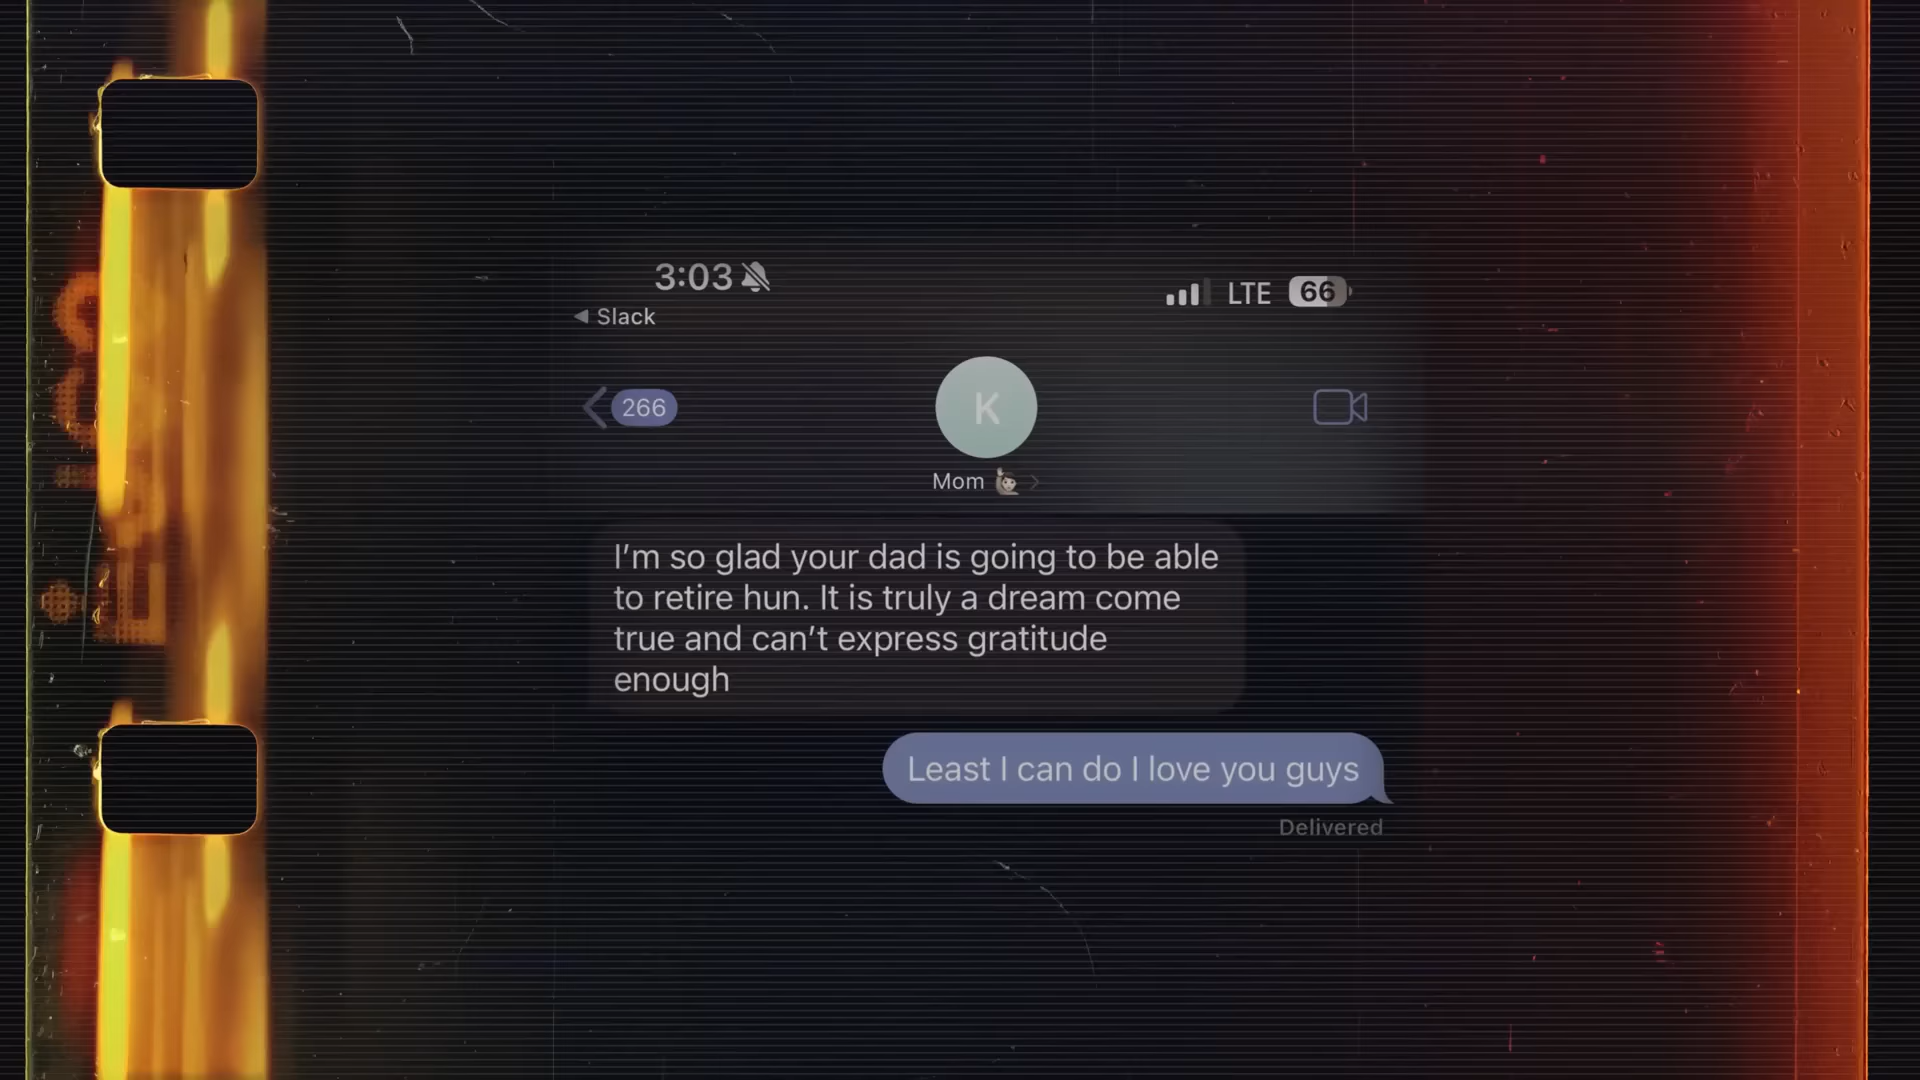 3:03
LTE 66
Slack
266
K
Mom
I'm so glad your dad is going to be able
to retire hun. It is truly a dream come
true and can't express gratitude
enough
Least I can do I love you guys
Delivered